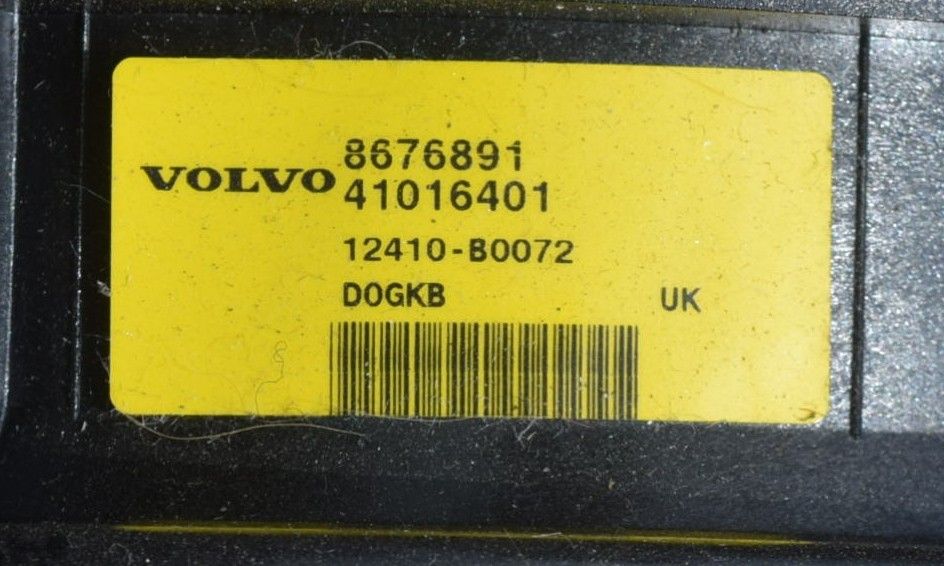 VOLVO
8676891
41016401
12410-B0072
D0GKB UK